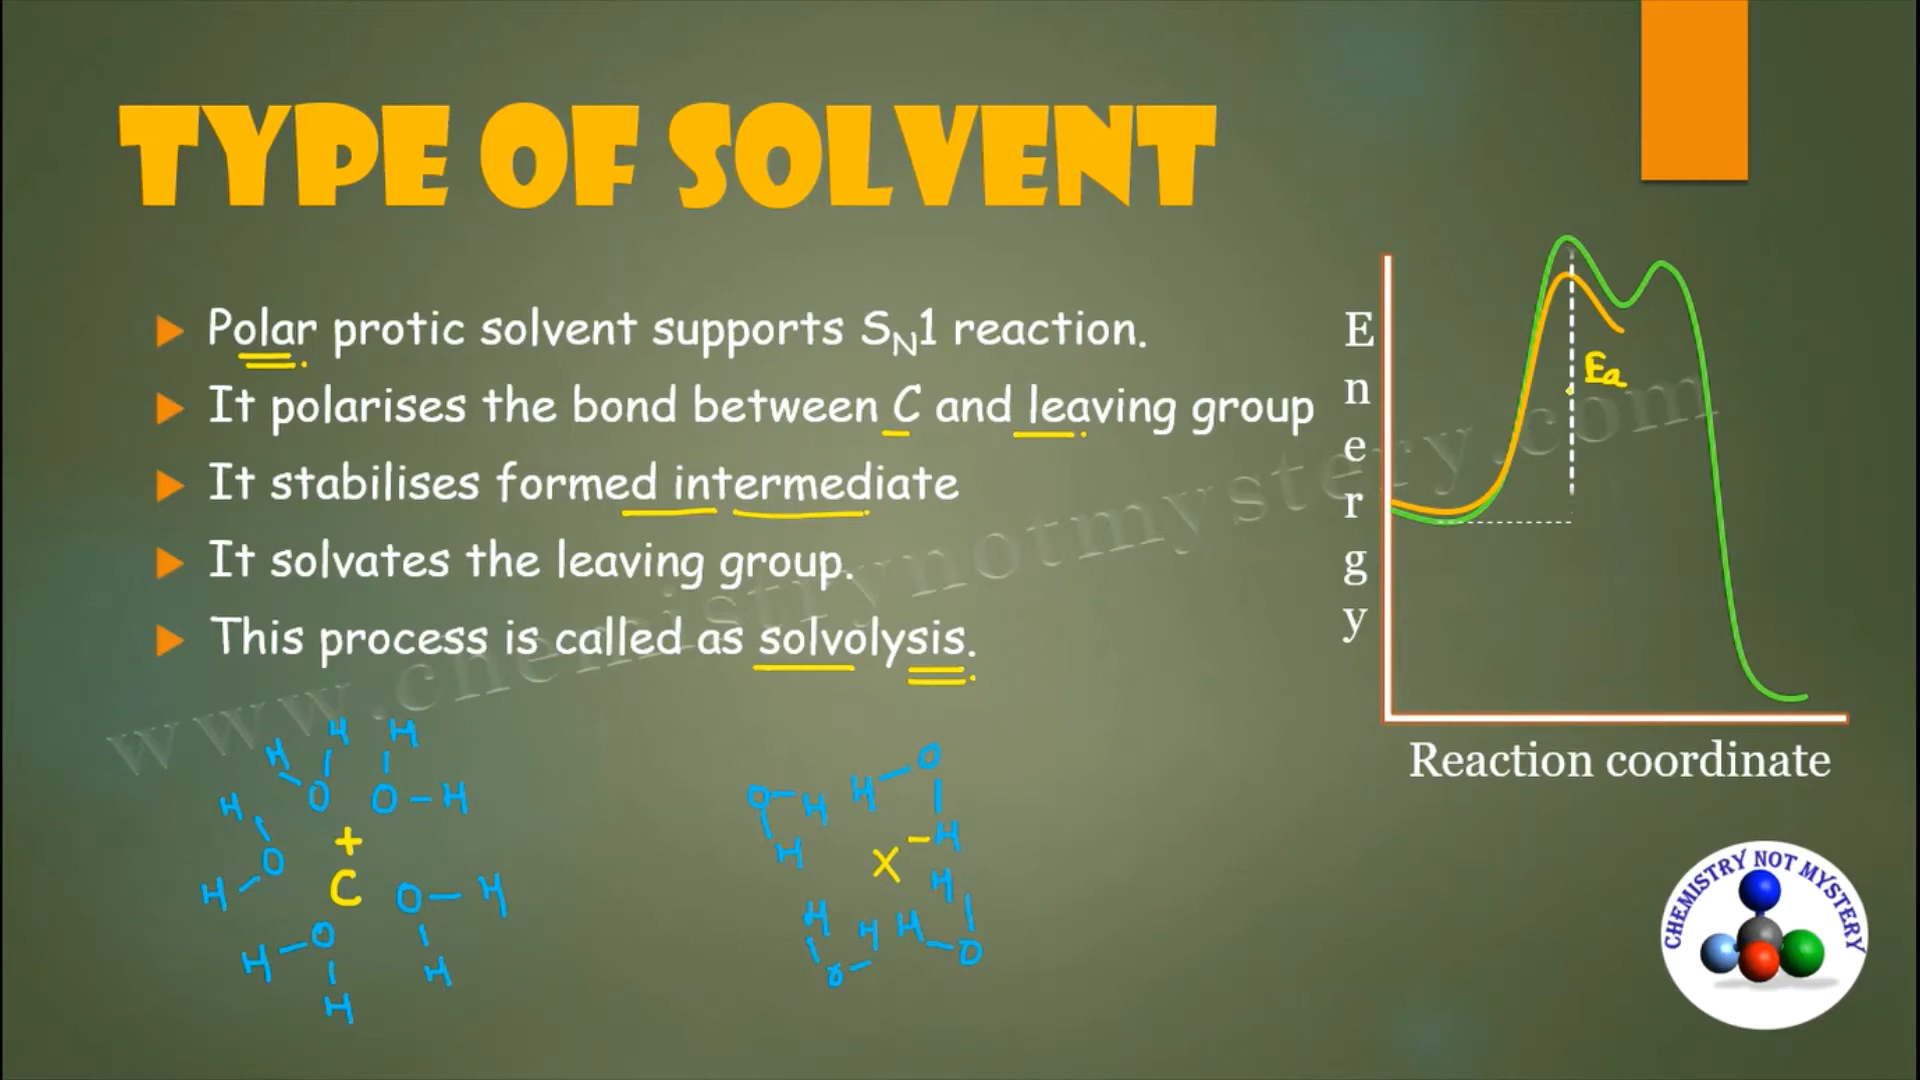 TYPE OF SOLVENT
Polar protic solvent supports SN1 reaction.
It polarises the bond between C and leaving group
It stabilises formed intermediate
It solvates the leaving group.
This process is called as solvolysis.
Energy
Ea
Reaction coordinate
www.chemistrynotmystery.com
H H H
H O O – H
+
H – O C O – H
H – O H
H
O – H H – O
H X – H
H
H H H – O
O –
CHEMISTRY NOT MYSTERY